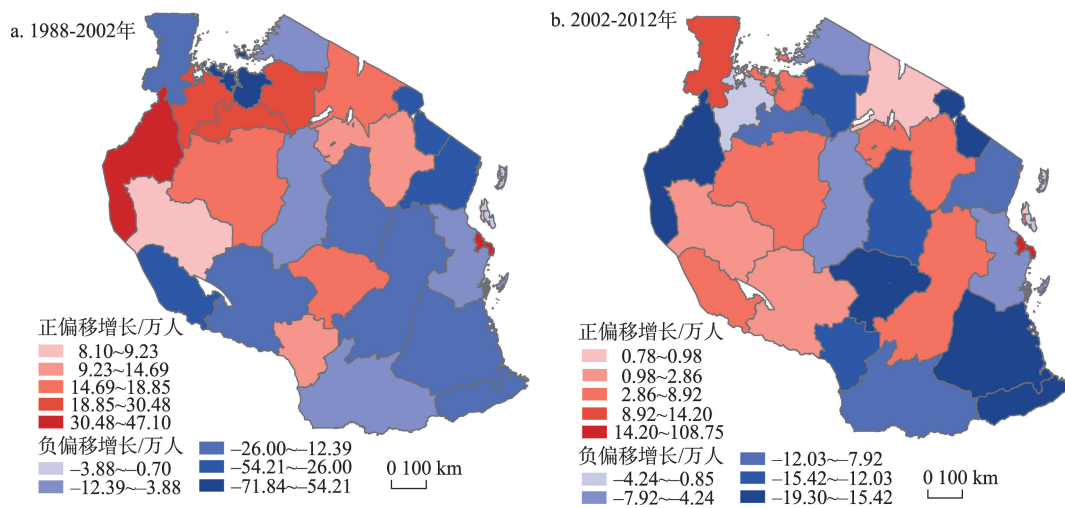 a. 1988-2002年
正偏移增长/万人
8.10~9.23
9.23~14.69
14.69~18.85
18.85~30.48
30.48~47.10
负偏移增长/万人
–3.88~–0.70
–12.39~–3.88
–26.00~–12.39
–54.21~–26.00
–71.84~–54.21
0 100 km
b. 2002-2012年
正偏移增长/万人
0.78~0.98
0.98~2.86
2.86~8.92
8.92~14.20
14.20~108.75
负偏移增长/万人
–4.24~–0.85
–7.92~–4.24
–12.03~–7.92
–15.42~–12.03
–19.30~–15.42
0 100 km